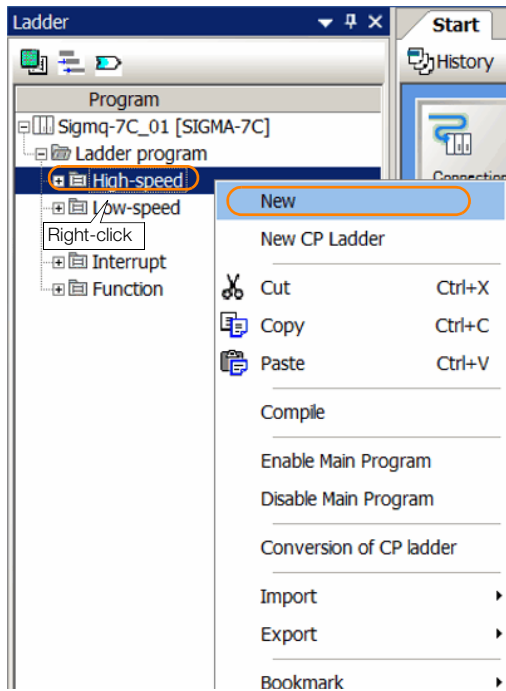 Ladder
Start
History
Program
Sigmq-7C_01 [SIGMA-7C]
Ladder program
High-speed
Low-speed
Right-click
Interrupt
Function
Connection
New
New CP Ladder
Cut Ctrl+X
Copy Ctrl+C
Paste Ctrl+V
Compile
Enable Main Program
Disable Main Program
Conversion of CP ladder
Import
Export
Bookmark